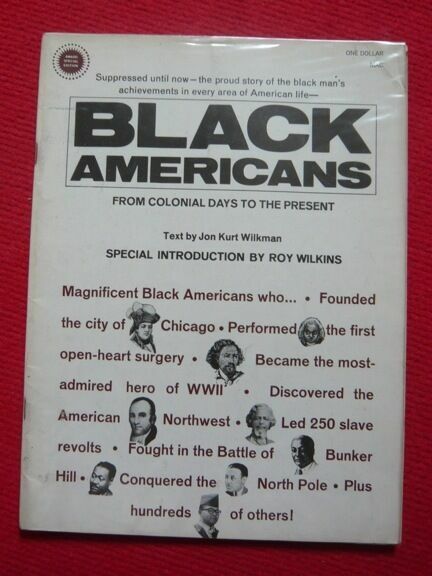 AWARD
SPECIAL
EDITION
ONE DOLLAR
Suppressed until now—the proud story of the black man's
achievements in every area of American life—
BLACK
AMERICANS
FROM COLONIAL DAYS TO THE PRESENT
Text by Jon Kurt Wilkman
SPECIAL INTRODUCTION BY ROY WILKINS
Magnificent Black Americans who... • Founded
the city of Chicago • Performed the first
open-heart surgery • Became the most-
admired hero of WWII • Discovered the
American Northwest • Led 250 slave
revolts • Fought in the Battle of Bunker
Hill • Conquered the North Pole • Plus
hundreds of others!